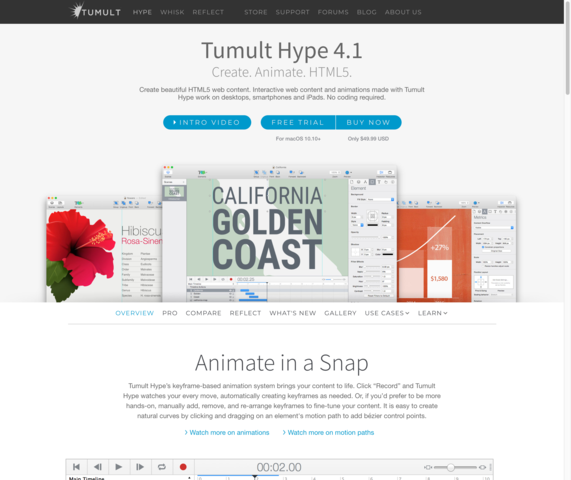 TUMULT HYPE WHISK REFLECT STORE SUPPORT FORUMS BLOG ABOUT US
Tumult Hype 4.1
Create. Animate. HTML5.
Create beautiful HTML5 web content. Interactive web content and animations made with Tumult
Hype work on desktops, smartphones and iPads. No coding required.
INTRO VIDEO FREE TRIAL BUY NOW
For macOS 10.10+ Only $49.99 USD
CALIFORNIA
GOLDEN
COAST
Hibiscu
Rosa-Sinen
+27%
$1,580
OVERVIEW PRO COMPARE REFLECT WHAT'S NEW GALLERY USE CASES LEARN
Animate in a Snap
Tumult Hype's keyframe-based animation system brings your content to life. Click “Record” and Tumult
Hype watches your every move, automatically creating keyframes as needed. Or, if you'd prefer to be more
hands-on, manually add, remove, and re-arrange keyframes to fine-tune your content. It is easy to create
natural curves by clicking and dragging on an element's motion path to add bézier control points.
Watch more on animations Watch more on motion paths
00:02.00
Main Timeline